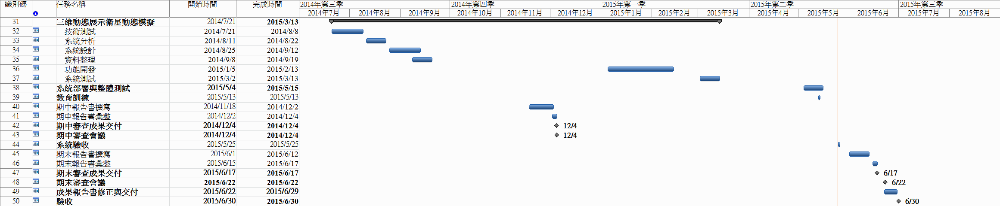 識別碼 任務名稱 開始時間 完成時間 2014年第三季 2014年第四季 2015年第一季 2015年第二季 2015年第三季
2014年7月 2014年8月 2014年9月 2014年10月 2014年11月 2014年12月 2015年1月 2015年2月 2015年3月 2015年4月 2015年5月 2015年6月 2015年7月 2015年8月
31 三維動態展示衛星動態模擬 2014/7/21 2015/3/13
32 技術測試 2014/7/21 2014/8/8
33 系統分析 2014/8/11 2014/8/22
34 系統設計 2014/8/25 2014/9/12
35 資料整理 2014/9/8 2014/9/19
36 功能開發 2015/1/5 2015/2/13
37 系統測試 2015/3/2 2015/3/13
38 系統部署與整體測試 2015/5/4 2015/5/15
39 教育訓練 2015/5/13 2015/5/13
40 期中報告書撰寫 2014/11/18 2014/12/2
41 期中報告書彙整 2014/12/2 2014/12/4
42 期中審查成果交付 2014/12/4 2014/12/4 12/4
43 期中審查會議 2014/12/4 2014/12/4 12/4
44 系統驗收 2015/5/25 2015/5/25
45 期末報告書撰寫 2015/6/1 2015/6/12
46 期末報告書彙整 2015/6/15 2015/6/17
47 期末審查成果交付 2015/6/17 2015/6/17 6/17
48 期末審查會議 2015/6/22 2015/6/22 6/22
49 成果報告書修正與交付 2015/6/22 2015/6/29
50 驗收 2015/6/30 2015/6/30 6/30